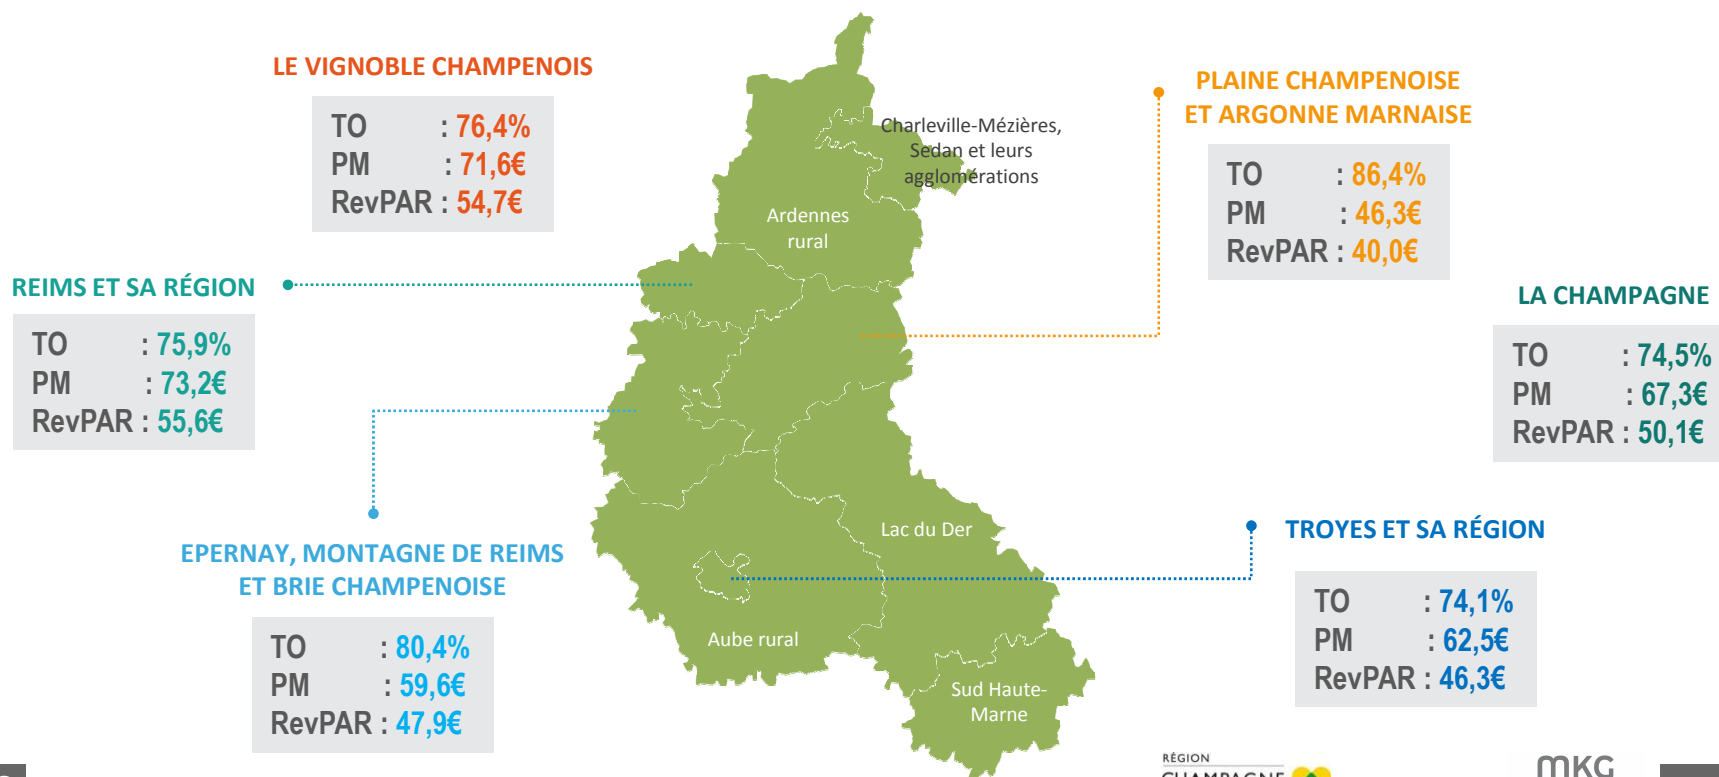 LE VIGNOBLE CHAMPENOIS
TO : 76,4%
PM : 71,6€
RevPAR : 54,7€
PLAINE CHAMPENOISE
ET ARGONNE MARNAISE
TO : 86,4%
PM : 46,3€
RevPAR : 40,0€
Charleville-Mézières,
Sedan et leurs
agglomérations
Ardennes
rural
REIMS ET SA RÉGION
TO : 75,9%
PM : 73,2€
RevPAR : 55,6€
LA CHAMPAGNE
TO : 74,5%
PM : 67,3€
RevPAR : 50,1€
EPERNAY, MONTAGNE DE REIMS
ET BRIE CHAMPENOISE
TO : 80,4%
PM : 59,6€
RevPAR : 47,9€
Lac du Der
TROYES ET SA RÉGION
TO : 74,1%
PM : 62,5€
RevPAR : 46,3€
Aube rural
Sud Haute-
Marne
RÉGION
CHAMPAGNE
MKG